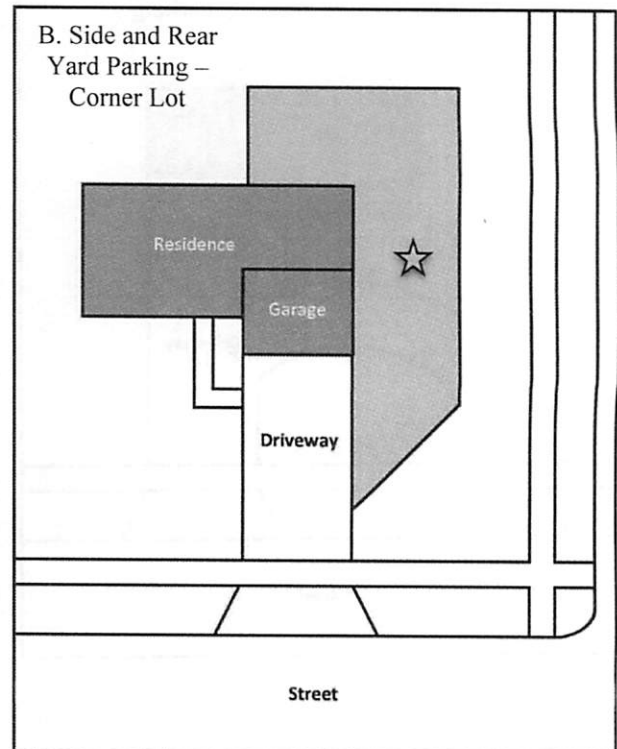 B. Side and Rear
Yard Parking –
Corner Lot
Residence
Garage
Driveway
Street